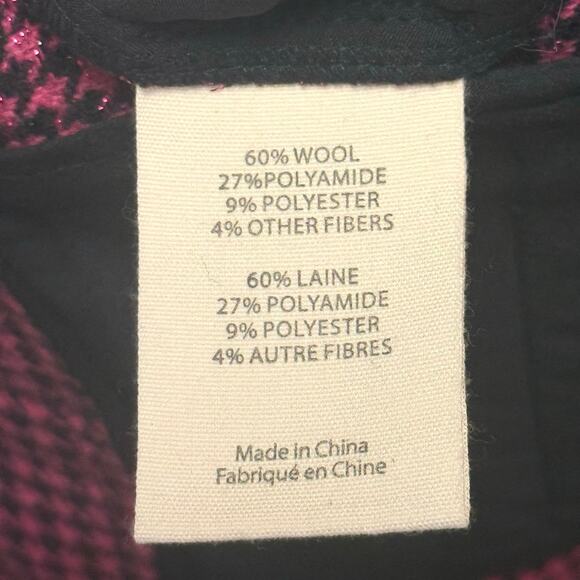 60% WOOL
27%POLYAMIDE
9% POLYESTER
4% OTHER FIBERS
60% LAINE
27% POLYAMIDE
9% POLYESTER
4% AUTRE FIBRES
Made in China
Fabriqué en Chine